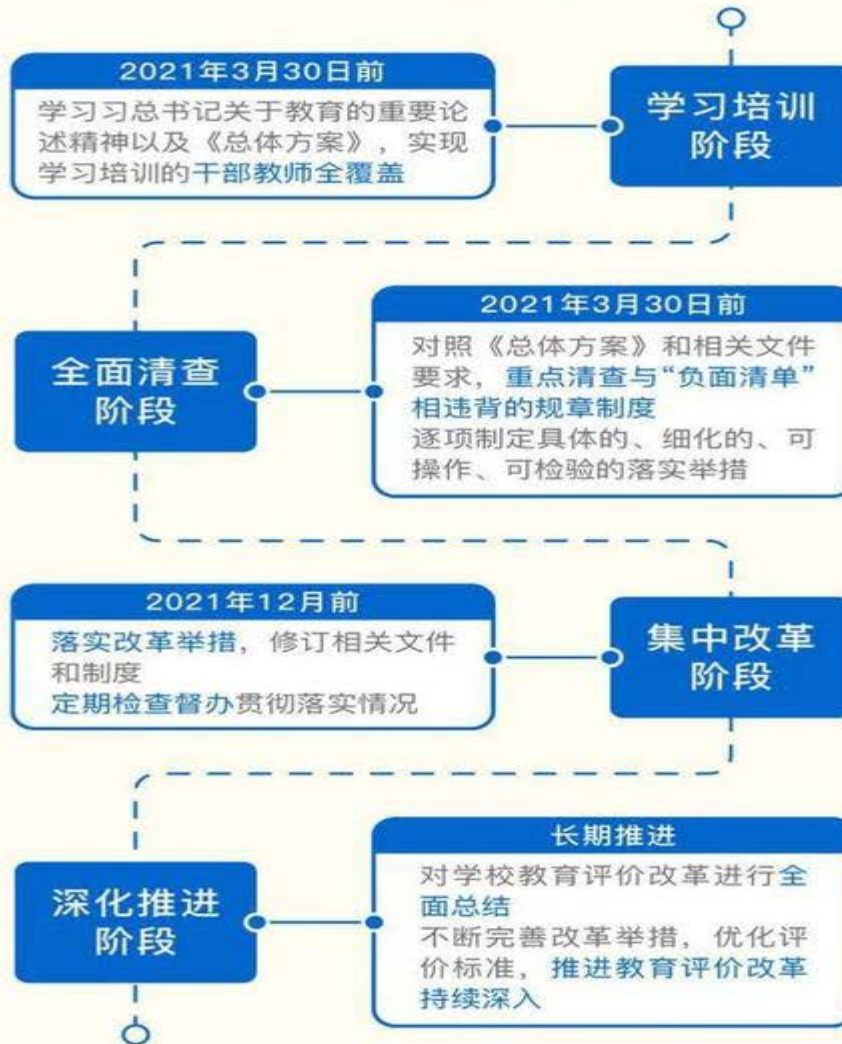 2021年3月30日前
学习习总书记关于教育的重要论
述精神以及《总体方案》，实现
学习培训的干部教师全覆盖
学习培训
阶段
全面清查
阶段
2021年3月30日前
对照《总体方案》和相关文件
要求，重点清查与“负面清单”
相违背的规章制度
逐项制定具体的、细化的、可
操作、可检验的落实举措
2021年12月前
落实改革举措，修订相关文件
和制度
定期检查督办贯彻落实情况
集中改革
阶段
深化推进
阶段
长期推进
对学校教育评价改革进行全
面总结
不断完善改革举措，优化评
价标准，推进教育评价改革
持续深入